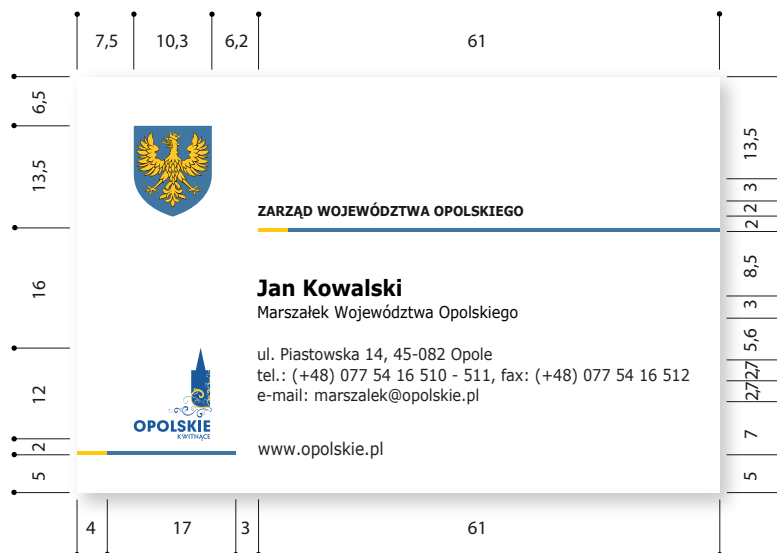 7,5 10,3 6,2 61
6,5
13,5
16
12
2
5
ZARZĄD WOJEWÓDZTWA OPOLSKIEGO
Jan Kowalski
Marszałek Województwa Opolskiego
ul. Piastowska 14, 45-082 Opole
tel.: (+48) 077 54 16 510 - 511, fax: (+48) 077 54 16 512
e-mail: marszalek@opolskie.pl
www.opolskie.pl
OPOLSKIE
KWITNĄCE
13,5
3
2
2
8,5
3
5,6
2,7
2,7
7
5
4 17 3 61